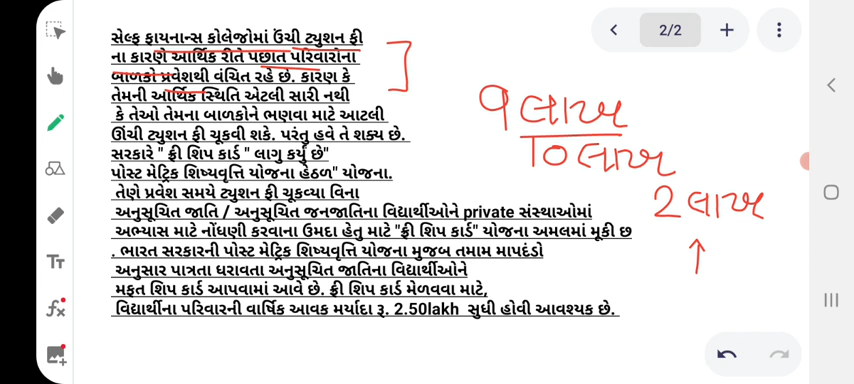 સેલ્ફ ફાયનાન્સ કોલેજોમાં ઉંચી ટ્યુશન ફી
ના કારણે આર્થિક રીતે પછાત પરિવારોના
બાળકો પ્રવેશથી વંચિત રહે છે. કારણ કે
તેમની આર્થિક સ્થિતિ એટલી સારી નથી
કે તેઓ તેમના બાળકોને ભણવા માટે આટલી
ઊંચી ટ્યુશન ફી ચૂકવી શકે. પરંતુ હવે તે શક્ય છે.
સરકારે " ફ્રી શિપ કાર્ડ " લાગુ કર્યું છે"
પોસ્ટ મેટ્રિક શિષ્યવૃત્તિ યોજના હેઠળ" યોજના.
તેણે પ્રવેશ સમયે ટ્યુશન ફી ચૂકવ્યા વિના
અનુસૂચિત જાતિ / અનુસૂચિત જનજાતિના વિદ્યાર્થીઓને private સંસ્થાઓમાં
અભ્યાસ માટે નોંધણી કરવાના ઉમદા હેતુ માટે "ફ્રી શિપ કાર્ડ" યોજના અમલમાં મૂકી છ
. ભારત સરકારની પોસ્ટ મેટ્રિક શિષ્યવૃત્તિ યોજના મુજબ તમામ માપદંડો
અનુસાર પાત્રતા ધરાવતા અનુસૂચિત જાતિના વિદ્યાર્થીઓને
મફત શિપ કાર્ડ આપવામાં આવે છે. ફ્રી શિપ કાર્ડ મેળવવા માટે,
વિદ્યાર્થીના પરિવારની વાર્ષિક આવક મર્યાદા રૂ. 2.50lakh સુધી હોવી આવશ્યક છે.
2/2
9 લાખ
10 લાખ
2 લાખ
Tт
fx